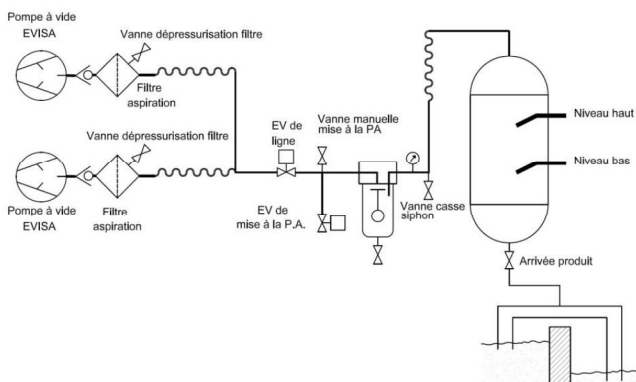 Pompe à vide
EVISA
Vanne dépressurisation filtre
Filtre
aspiration
Vanne dépressurisation filtre
Pompe à vide
EVISA
Filtre
aspiration
EV de
ligne
Vanne manuelle
mise à la PA
EV de
mise à la P.A.
Vanne casse
siphon
Niveau haut
Niveau bas
Arrivée produit